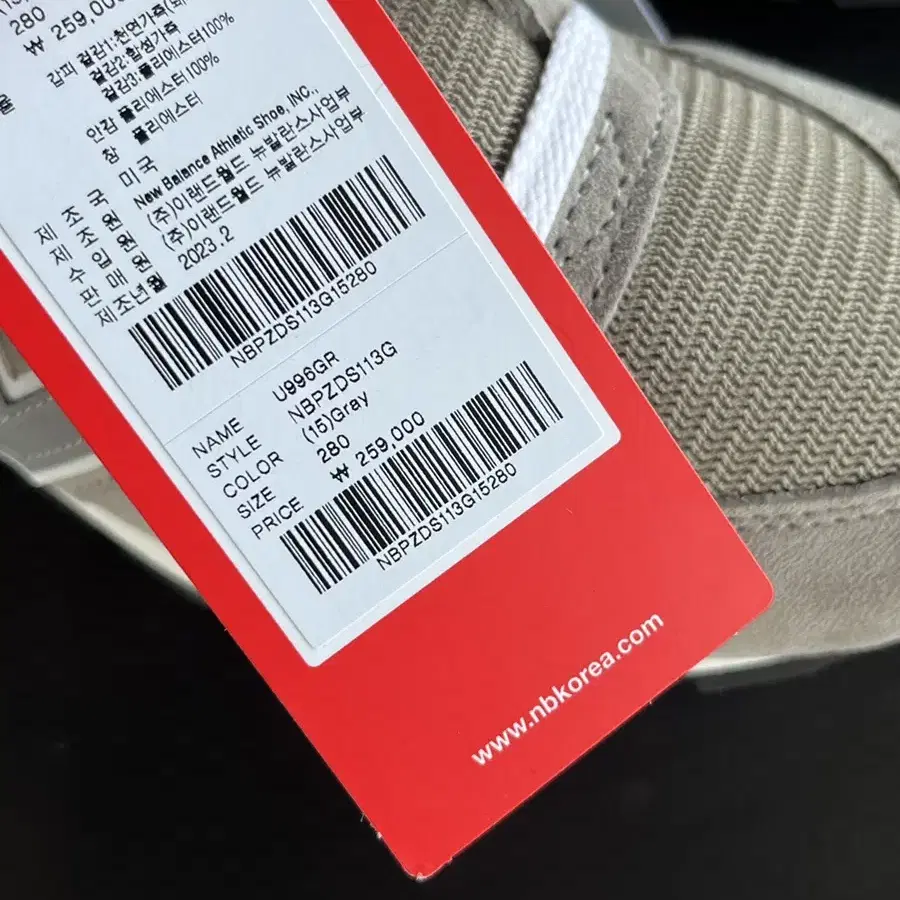 280
₩ 259,000
갑피 겉감1:천연가죽
겉감2:합성가죽
겉감3:폴리에스터100%
안감 폴리에스터100%
창 폴리에스터
제조국 미국
제조원 New Balance Athletic Shoe, INC.,
수입원 (주)이랜드월드 뉴발란스사업부
판매원 (주)이랜드월드 뉴발란스사업부
제조년월 2023.2
NBPZDS113G15280
NAME U996GR
STYLE NBPZDS113G
COLOR (15)Gray
SIZE 280
PRICE ₩ 259,000
NBPZDS113G15280
www.nbkorea.com